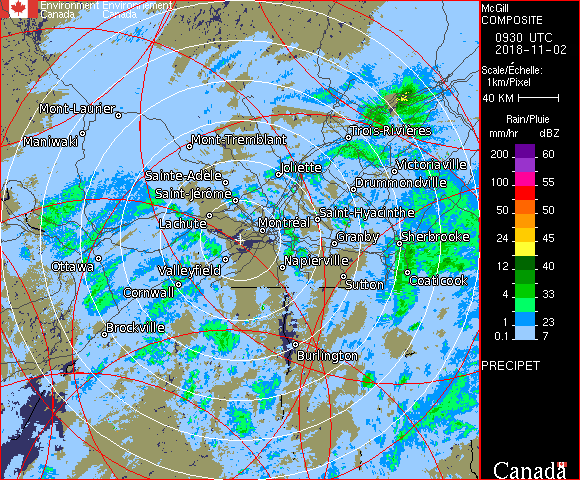 Environment Environnement
Canada Canada
McGill
COMPOSITE
0930 UTC
2018-11-02
Scale/Échelle:
1km/Pixel
40 KM
Rain/Pluie
mm/hr dBZ
200 60
100 55
50 50
24 45
12 40
4 33
1 23
0.1 7
PRECIPET
Canada
Mont-Laurier
Maniwaki
Mont-Tremblant
Trois-Rivières
Joliette
Victoriaville
Sainte-Adèle
Drummondville
Saint-Jérôme
Saint-Hyacinthe
Lachute
Montréal
Granby
Sherbrooke
Ottawa
Valleyfield
Napierville
Sutton
Coaticook
Cornwall
Brockville
Burlington